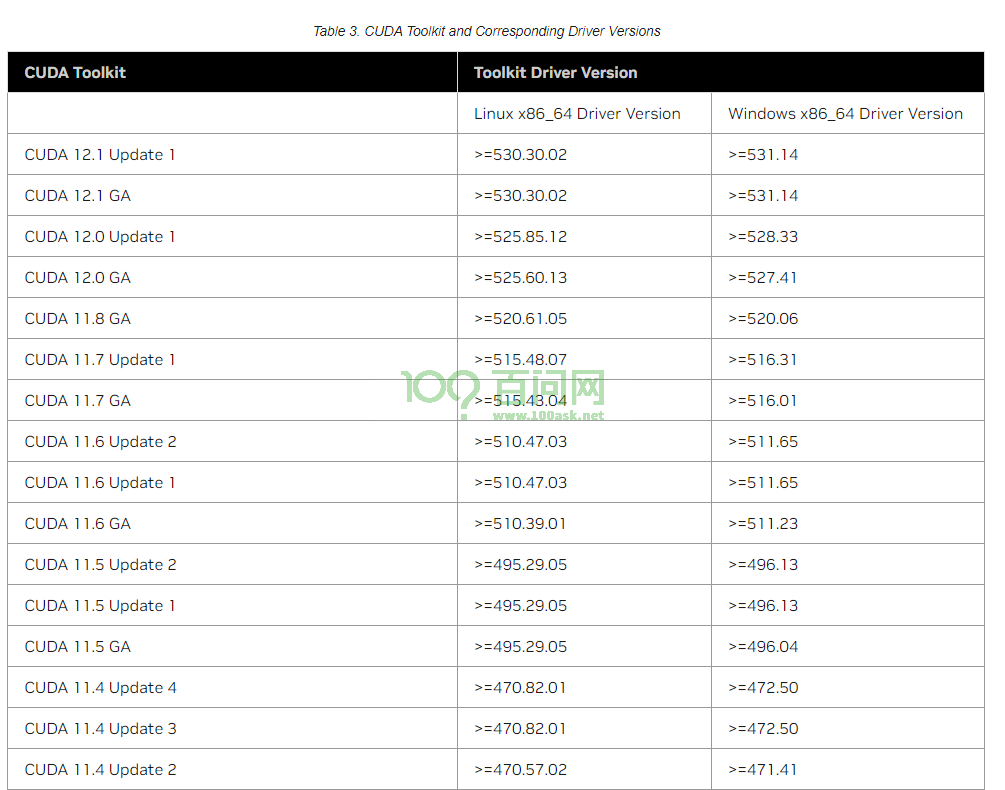 Table 3. CUDA Toolkit and Corresponding Driver Versions
CUDA Toolkit Toolkit Driver Version
Linux x86_64 Driver Version Windows x86_64 Driver Version
CUDA 12.1 Update 1 >=530.30.02 >=531.14
CUDA 12.1 GA >=530.30.02 >=531.14
CUDA 12.0 Update 1 >=525.85.12 >=528.33
CUDA 12.0 GA >=525.60.13 >=527.41
CUDA 11.8 GA >=520.61.05 >=520.06
CUDA 11.7 Update 1 >=515.48.07 >=516.31
CUDA 11.7 GA >=515.43.04 >=516.01
100? 百问网
www.100ask.net
CUDA 11.6 Update 2 >=510.47.03 >=511.65
CUDA 11.6 Update 1 >=510.47.03 >=511.65
CUDA 11.6 GA >=510.39.01 >=511.23
CUDA 11.5 Update 2 >=495.29.05 >=496.13
CUDA 11.5 Update 1 >=495.29.05 >=496.13
CUDA 11.5 GA >=495.29.05 >=496.04
CUDA 11.4 Update 4 >=470.82.01 >=472.50
CUDA 11.4 Update 3 >=470.82.01 >=472.50
CUDA 11.4 Update 2 >=470.57.02 >=471.41